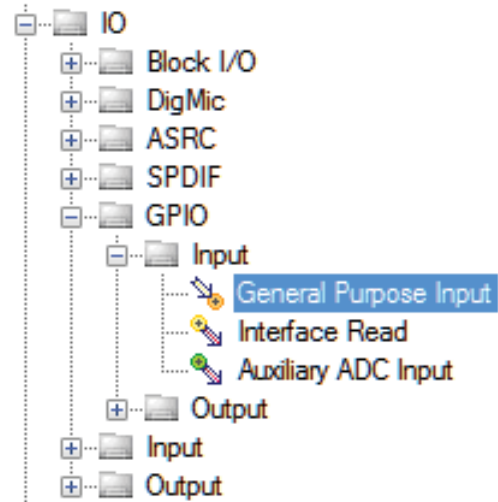 IO
Block I/O
DigMic
ASRC
SPDIF
GPIO
Input
General Purpose Input
Interface Read
Auxiliary ADC Input
Output
Input
Output